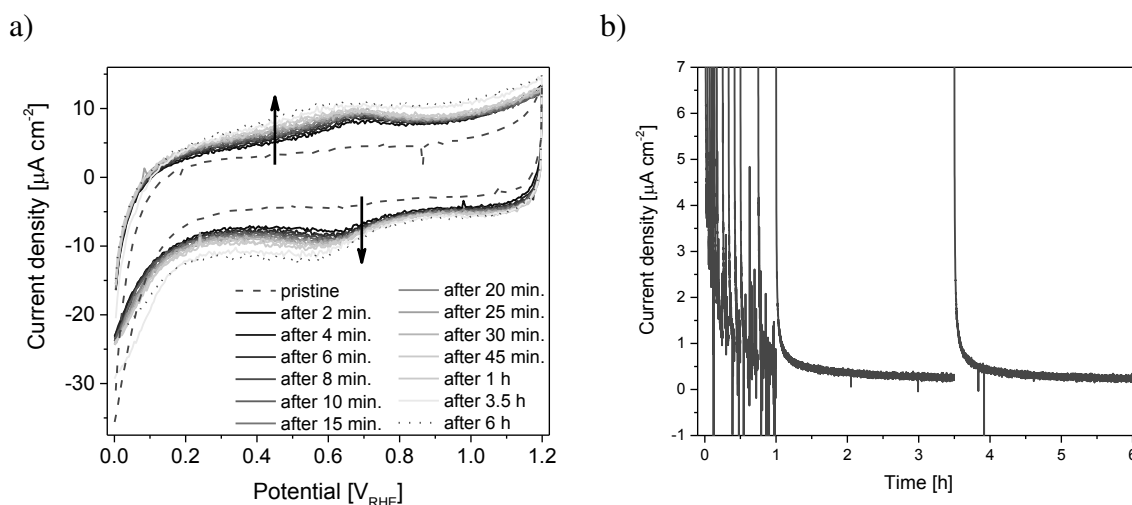 a)
b)
10
0
-10
-20
-30
Current density [µA cm-2]
0.0 0.2 0.4 0.6 0.8 1.0 1.2
Potential [VRHE]
pristine
after 2 min.
after 4 min.
after 6 min.
after 8 min.
after 10 min.
after 15 min.
after 20 min.
after 25 min.
after 30 min.
after 45 min.
after 1 h
after 3.5 h
after 6 h
7
6
5
4
3
2
1
0
-1
Current density [µA cm-2]
0 1 2 3 4 5 6
Time [h]